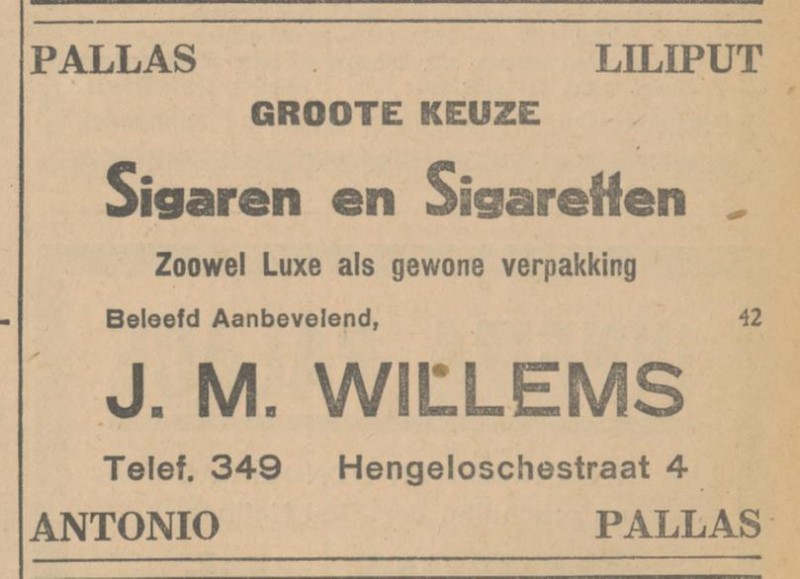 PALLAS LILIPUT
GROOTE KEUZE
Sigaren en Sigaretten
Zoowel Luxe als gewone verpakking
Beleefd Aanbevelend, 42
J. M. WILLEMS
Telef. 349 Hengeloschestraat 4
ANTONIO PALLAS